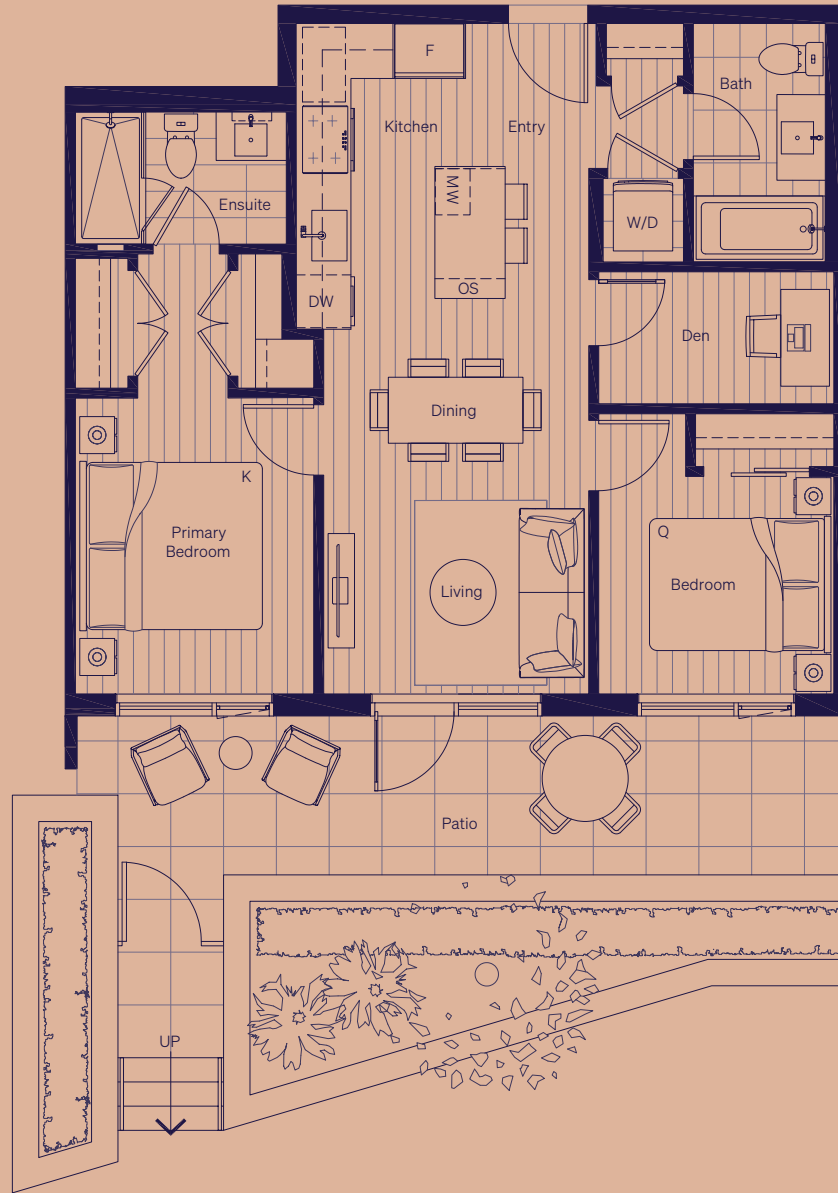 F
Bath
Kitchen
Entry
MW
Ensuite
W/D
OS
DW
Den
Dining
K
Primary
Bedroom
Q
Bedroom
Living
Patio
UP